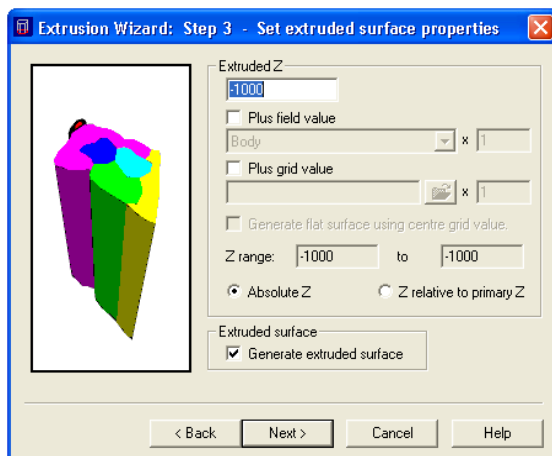 Extrusion Wizard: Step 3 - Set extruded surface properties
Extruded Z
-1000
Plus field value
Body x 1
Plus grid value
x 1
Generate flat surface using centre grid value.
Z range: -1000 to -1000
Absolute Z Z relative to primary Z
Extruded surface
Generate extruded surface
< Back Next > Cancel Help